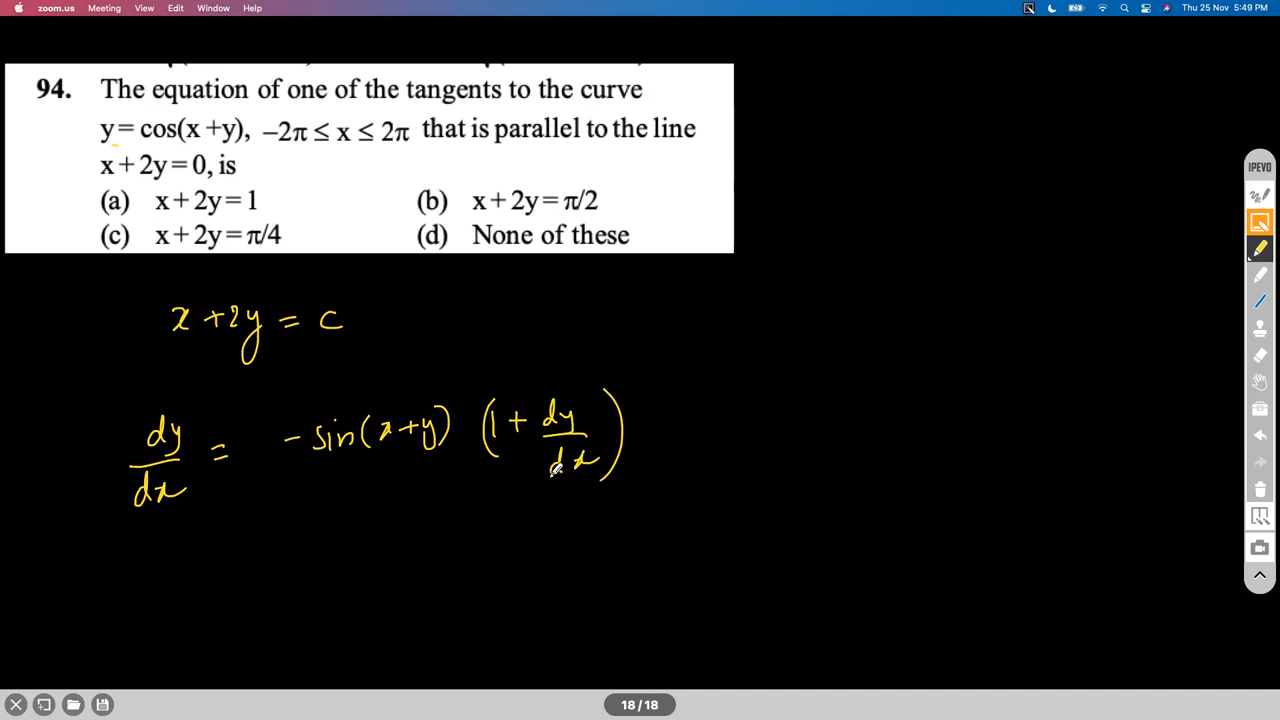 zoom.us Meeting View Edit Window Help Thu 25 Nov 5:49 PM
94. The equation of one of the tangents to the curve
y = cos(x + y), −2π ≤ x ≤ 2π that is parallel to the line
x + 2y = 0, is
(a) x + 2y = 1 (b) x + 2y = π/2
(c) x + 2y = π/4 (d) None of these
x + 2y = c
dy/dx = - sin(x+y) (1 + dy/dx)
IPEVO
18 / 18